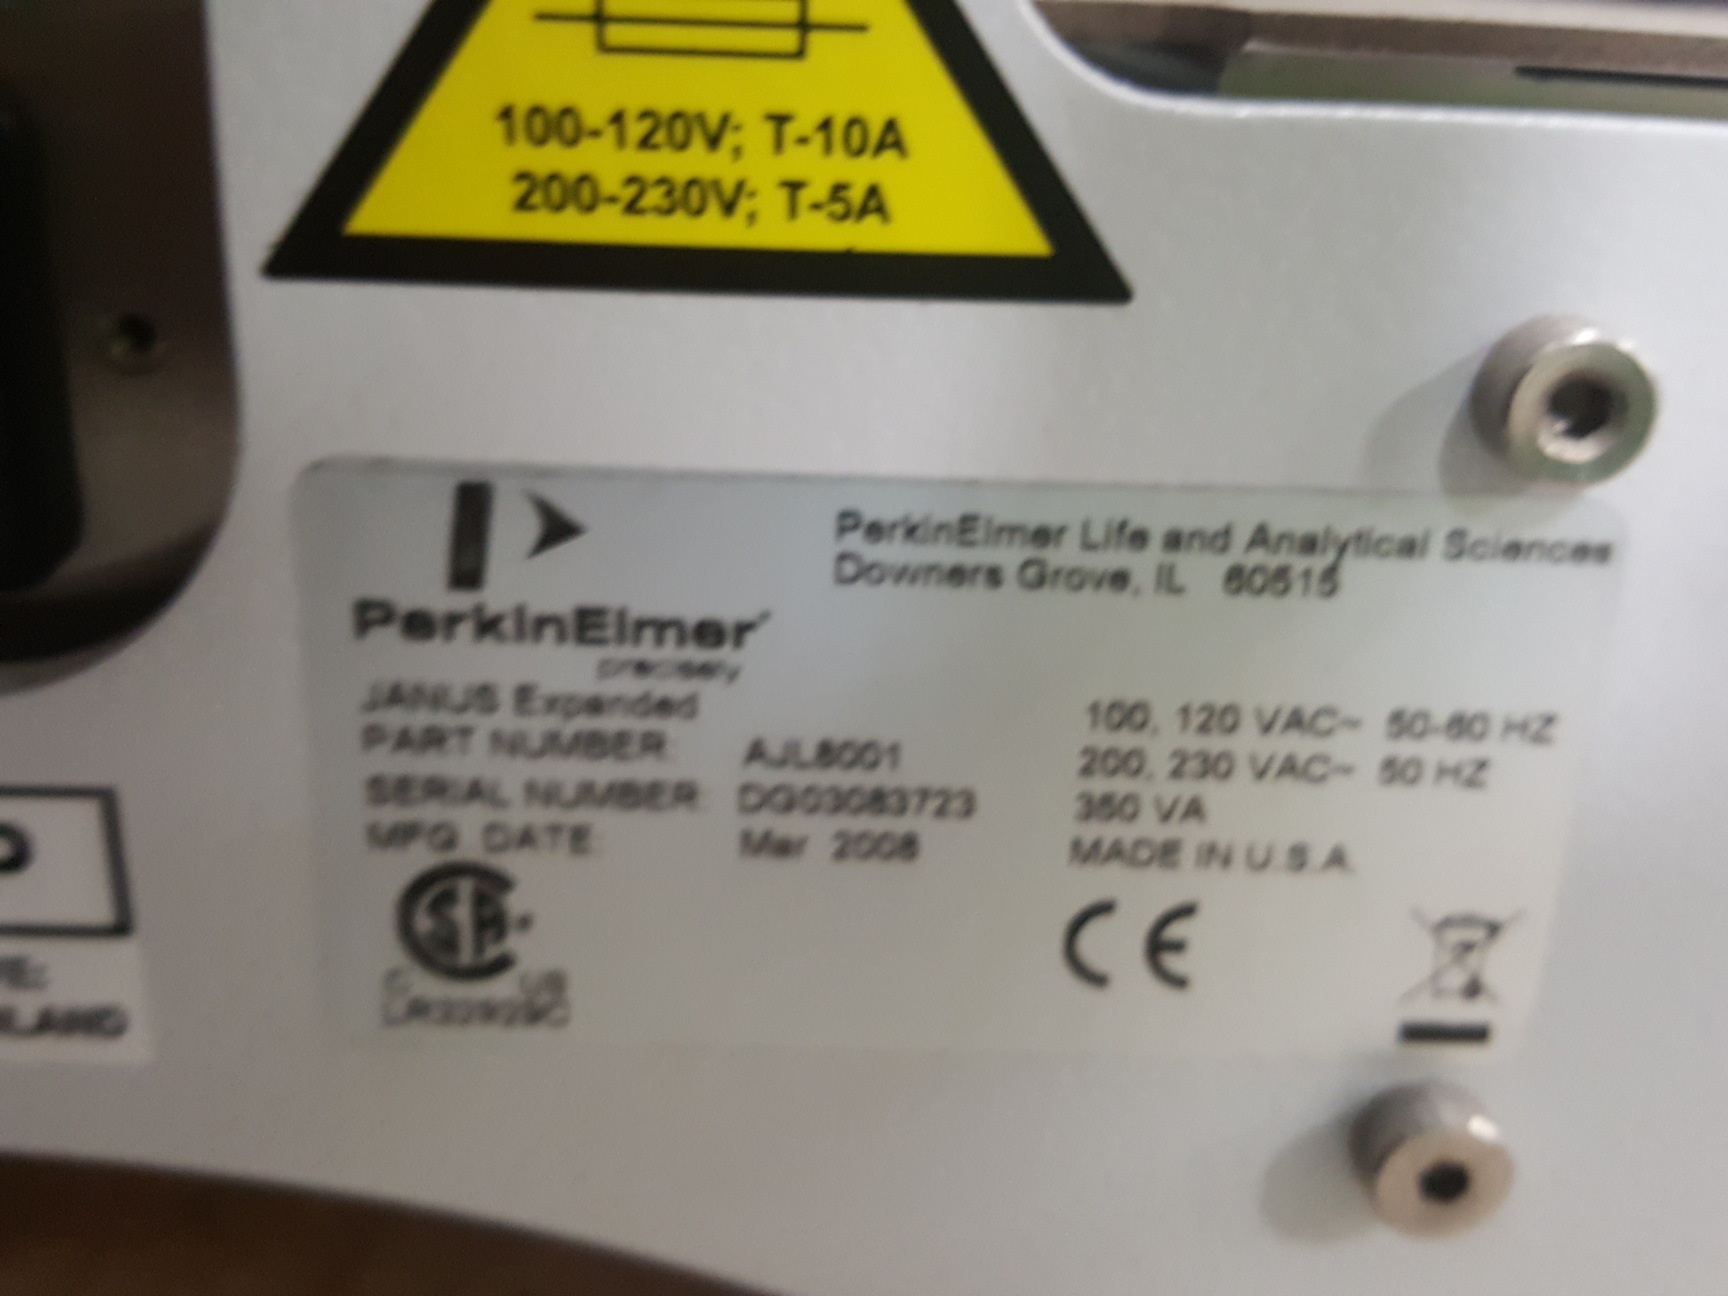 100-120V; T-10A
200-230V; T-5A
PerkinElmer
precisely
PerkinElmer Life and Analytical Sciences
Downers Grove, IL 60515
JANUS Expanded
PART NUMBER: AJL8001
SERIAL NUMBER: DG03083723
MFG. DATE: Mar 2008
100, 120 VAC~ 50-60 HZ
200, 230 VAC~ 50 HZ
350 VA
MADE IN U.S.A.
C US
CE